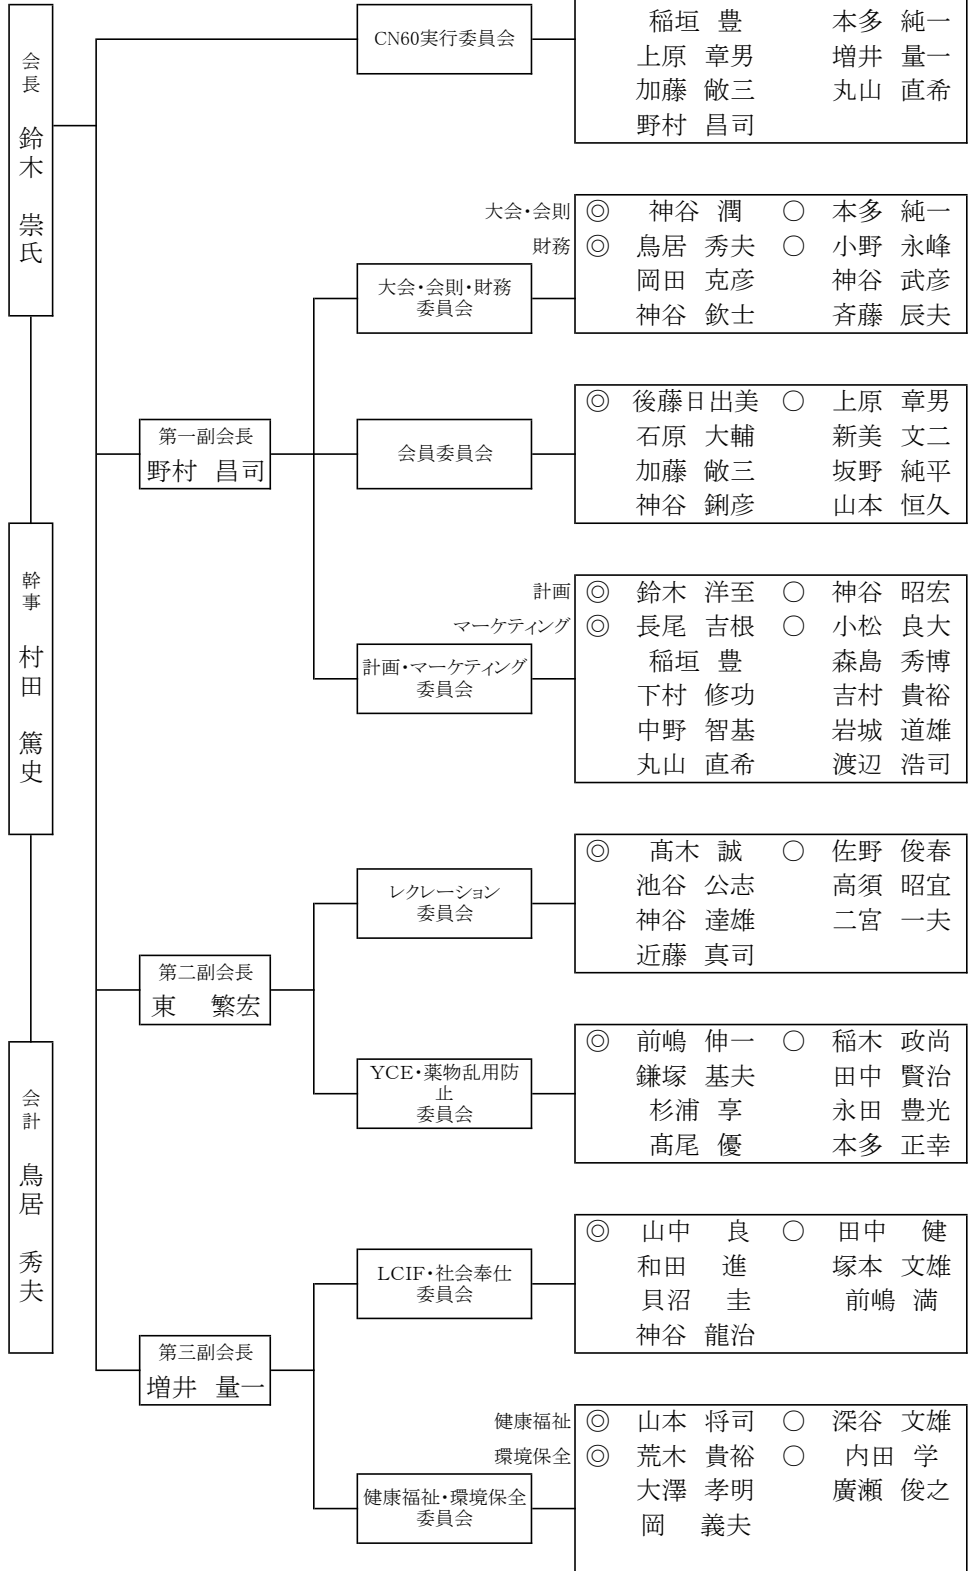 会長 鈴木 崇氏
幹事 村田 篤史
会計 鳥居 秀夫
CN60実行委員会
稲垣 豊 本多 純一
上原 章男 増井 量一
加藤 敞三 丸山 直希
野村 昌司
第一副会長
野村 昌司
大会・会則・財務
委員会
大会・会則 ◎ 神谷 潤 ○ 本多 純一
財務 ◎ 鳥居 秀夫 ○ 小野 永峰
岡田 克彦 神谷 武彦
神谷 欽士 斉藤 辰夫
会員委員会
◎ 後藤日出美 ○ 上原 章男
石原 大輔 新美 文二
加藤 敞三 坂野 純平
神谷 鋓彦 山本 恒久
計画・マーケティング
委員会
計画 ◎ 鈴木 洋至 ○ 神谷 昭宏
マーケティング ◎ 長尾 吉根 ○ 小松 良大
稲垣 豊 森島 秀博
下村 修功 吉村 貴裕
中野 智基 岩城 道雄
丸山 直希 渡辺 浩司
第二副会長
東 繁宏
レクレーション
委員会
◎ 髙木 誠 ○ 佐野 俊春
池谷 公志 高須 昭宜
神谷 達雄 二宮 一夫
近藤 真司
YCE・薬物乱用防
止
委員会
◎ 前嶋 伸一 ○ 稲木 政尚
鎌塚 基夫 田中 賢治
杉浦 享 永田 豊光
髙尾 優 本多 正幸
第三副会長
増井 量一
LCIF・社会奉仕
委員会
◎ 山中 良 ○ 田中 健
和田 進 塚本 文雄
貝沼 圭 前嶋 満
神谷 龍治
健康福祉・環境保全
委員会
健康福祉 ◎ 山本 将司 ○ 深谷 文雄
環境保全 ◎ 荒木 貴裕 ○ 内田 学
大澤 孝明 廣瀬 俊之
岡 義夫